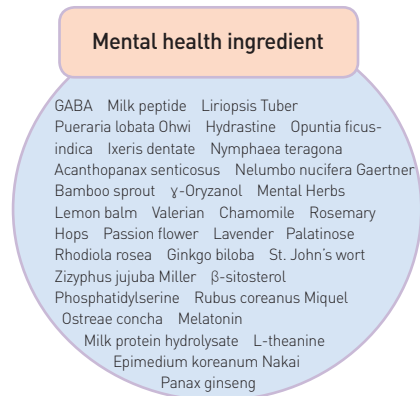 Mental health ingredient
GABA Milk peptide Liriopsis Tuber
Pueraria lobata Ohwi Hydrastine Opuntia ficus-
indica Ixeris dentate Nymphaea teragona
Acanthopanax senticosus Nelumbo nucifera Gaertner
Bamboo sprout ɣ-Oryzanol Mental Herbs
Lemon balm Valerian Chamomile Rosemary
Hops Passion flower Lavender Palatinose
Rhodiola rosea Ginkgo biloba St. John's wort
Zizyphus jujuba Miller β-sitosterol
Phosphatidylserine Rubus coreanus Miquel
Ostreae concha Melatonin
Milk protein hydrolysate L-theanine
Epimedium koreanum Nakai
Panax ginseng